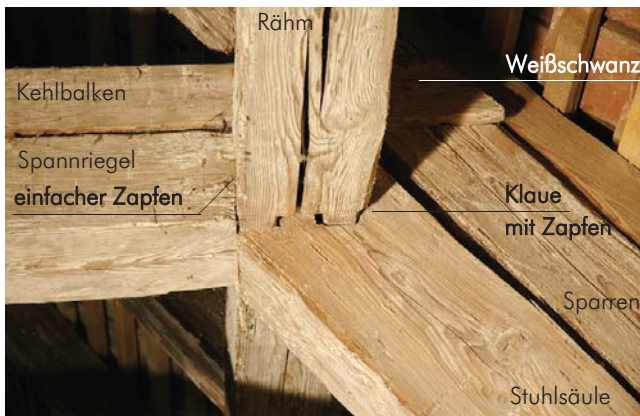 Rähm
Weißschwanz
Kehlbalken
Spannriegel
einfacher Zapfen
Klaue
mit Zapfen
Sparren
Stuhlsäule